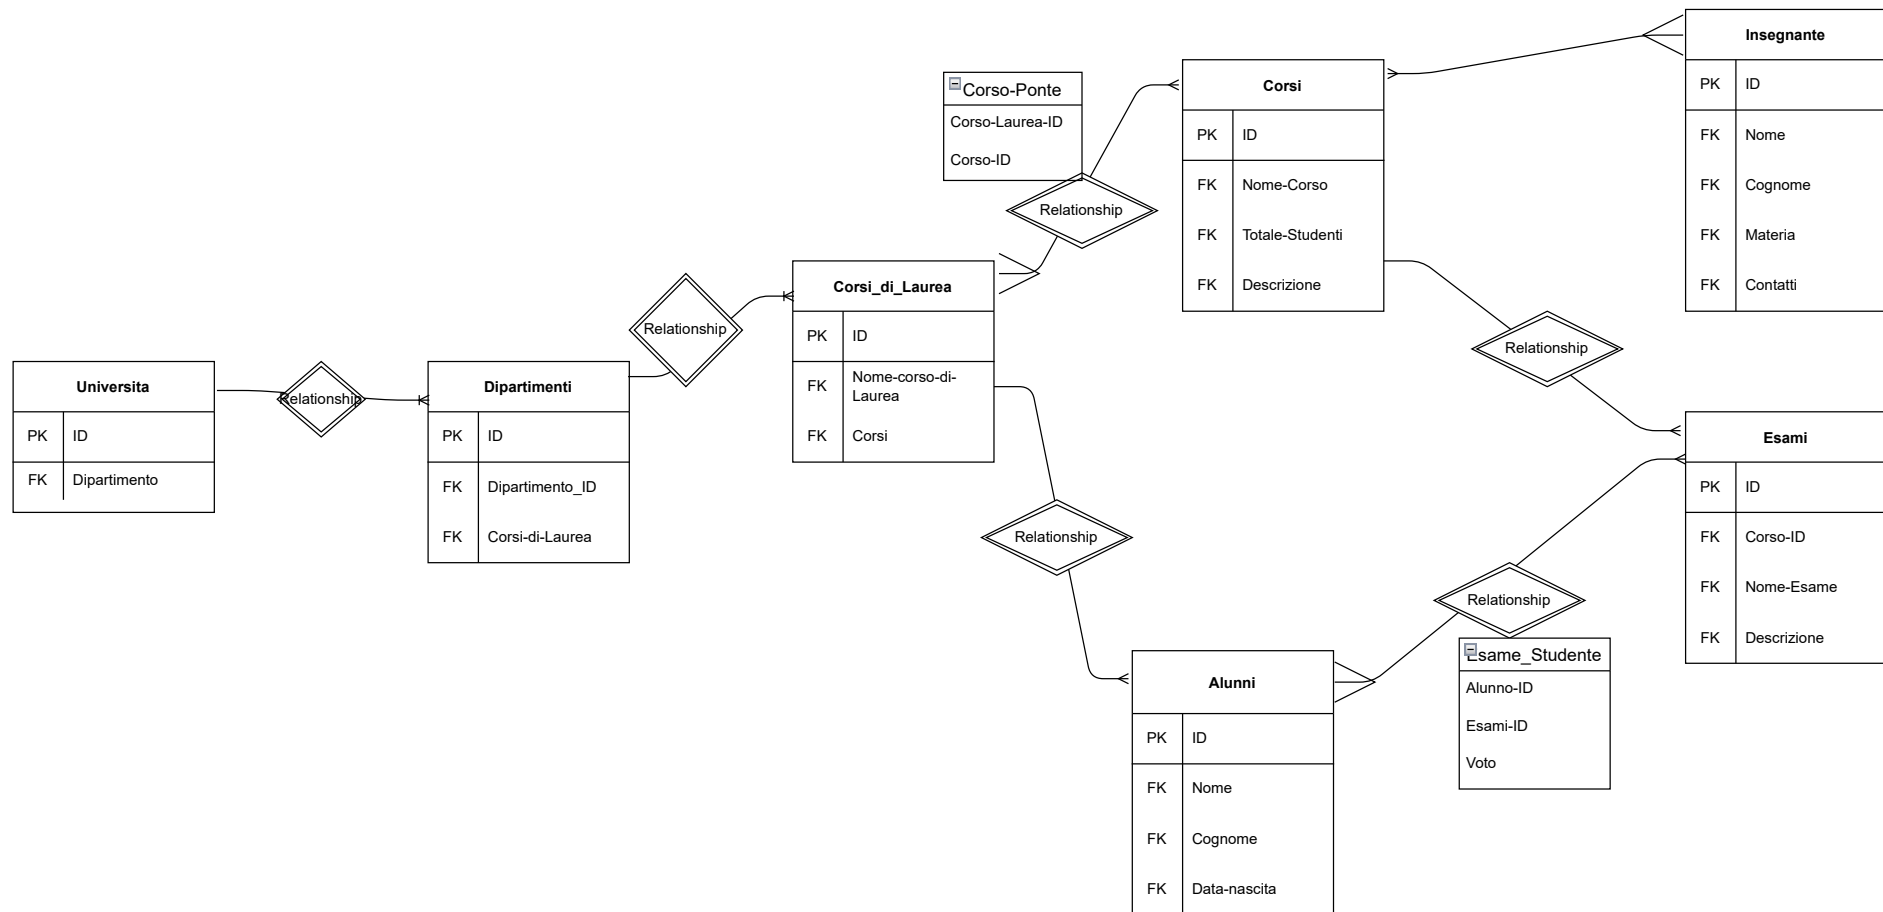 Universita
PK ID
FK Dipartimento
Relationship
Dipartimenti
PK ID
FK Dipartimento_ID
FK Corsi-di-Laurea
Relationship
Corsi_di_Laurea
PK ID
FK Nome-corso-di-
Laurea
FK Corsi
Corso-Ponte
Corso-Laurea-ID
Corso-ID
Relationship
Corsi
PK ID
FK Nome-Corso
FK Totale-Studenti
FK Descrizione
Insegnante
PK ID
FK Nome
FK Cognome
FK Materia
FK Contatti
Relationship
Esami
PK ID
FK Corso-ID
FK Nome-Esame
FK Descrizione
Relationship
Relationship
Esame_Studente
Alunno-ID
Esami-ID
Voto
Alunni
PK ID
FK Nome
FK Cognome
FK Data-nascita